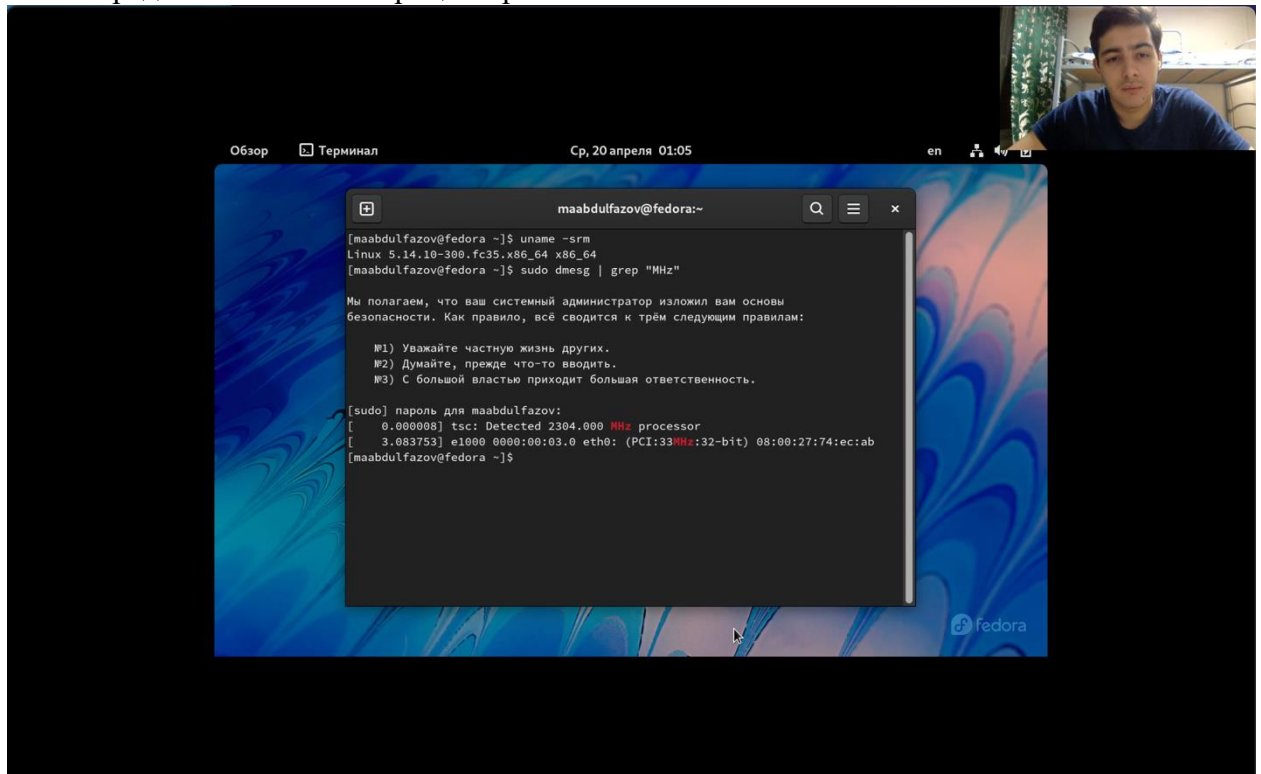 Обзор Терминал Ср, 20 апреля 01:05 en
maabdulfazov@fedora:~
[maabdulfazov@fedora ~]$ uname -srm
Linux 5.14.10-300.fc35.x86_64 x86_64
[maabdulfazov@fedora ~]$ sudo dmesg | grep "MHz"
Мы полагаем, что ваш системный администратор изложил вам основы
безопасности. Как правило, всё сводится к трём следующим правилам:
№1) Уважайте частную жизнь других.
№2) Думайте, прежде что-то вводить.
№3) С большой властью приходит большая ответственность.
[sudo] пароль для maabdulfazov:
[    0.000008] tsc: Detected 2304.000 MHz processor
[    3.083753] e1000 0000:00:03.0 eth0: (PCI:33MHz:32-bit) 08:00:27:74:ec:ab
[maabdulfazov@fedora ~]$
fedora